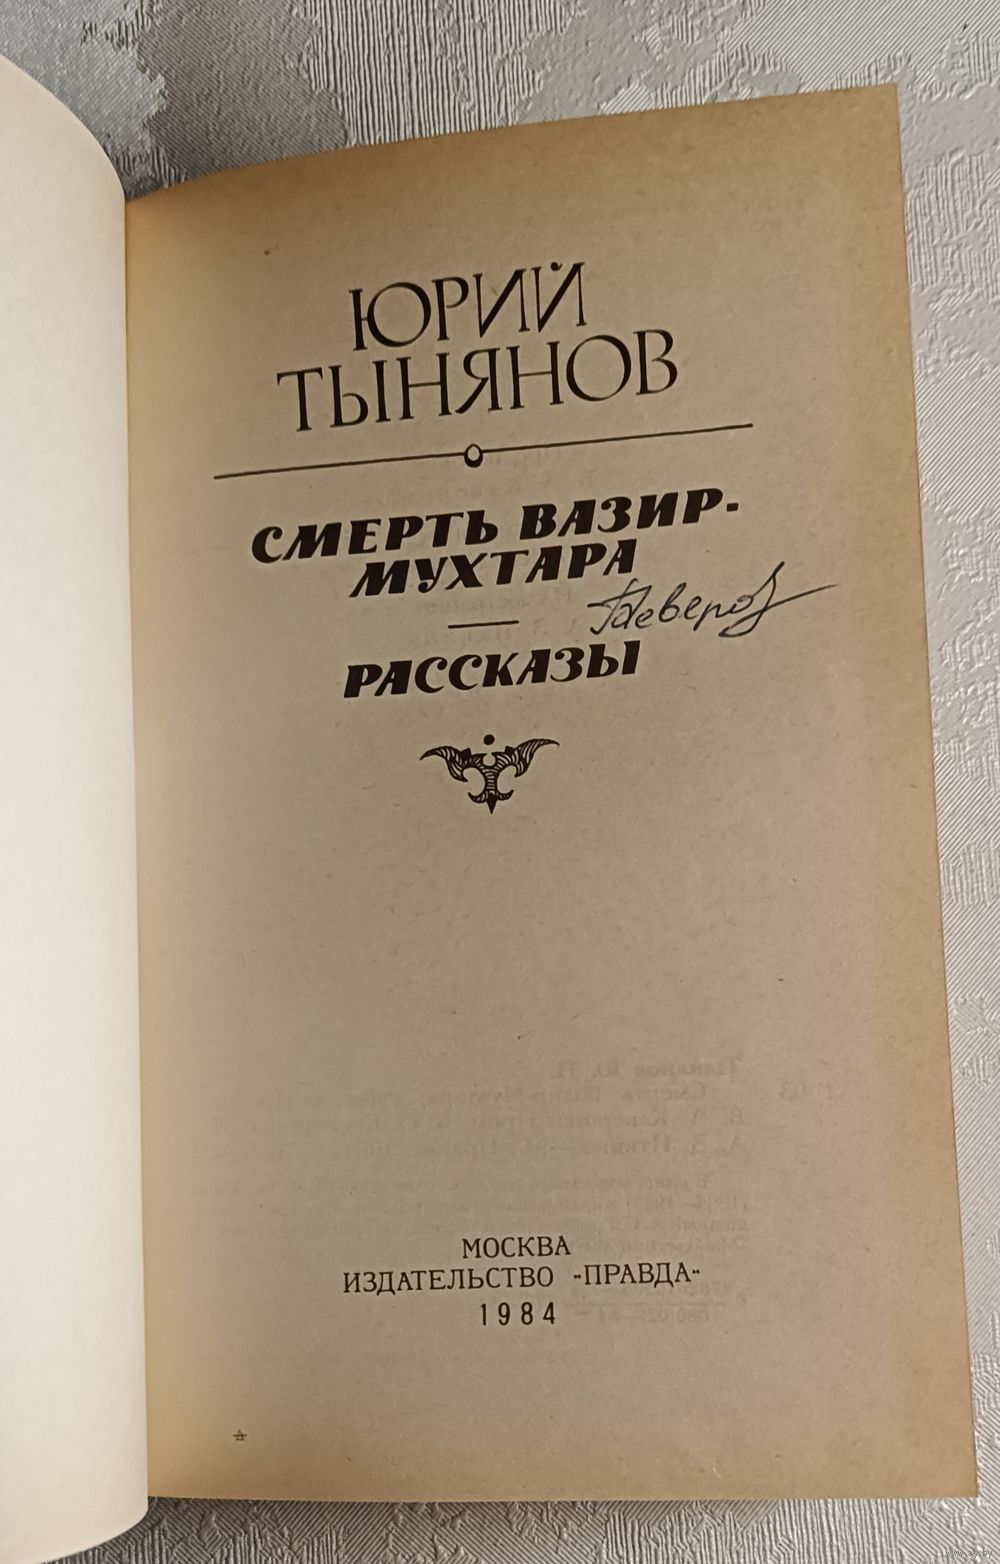 ЮРИЙ
ТЫНЯНОВ
СМЕРТЬ ВАЗИР-
МУХТАРА
РАССКАЗЫ
МОСКВА
ИЗДАТЕЛЬСТВО «ПРАВДА»
1984